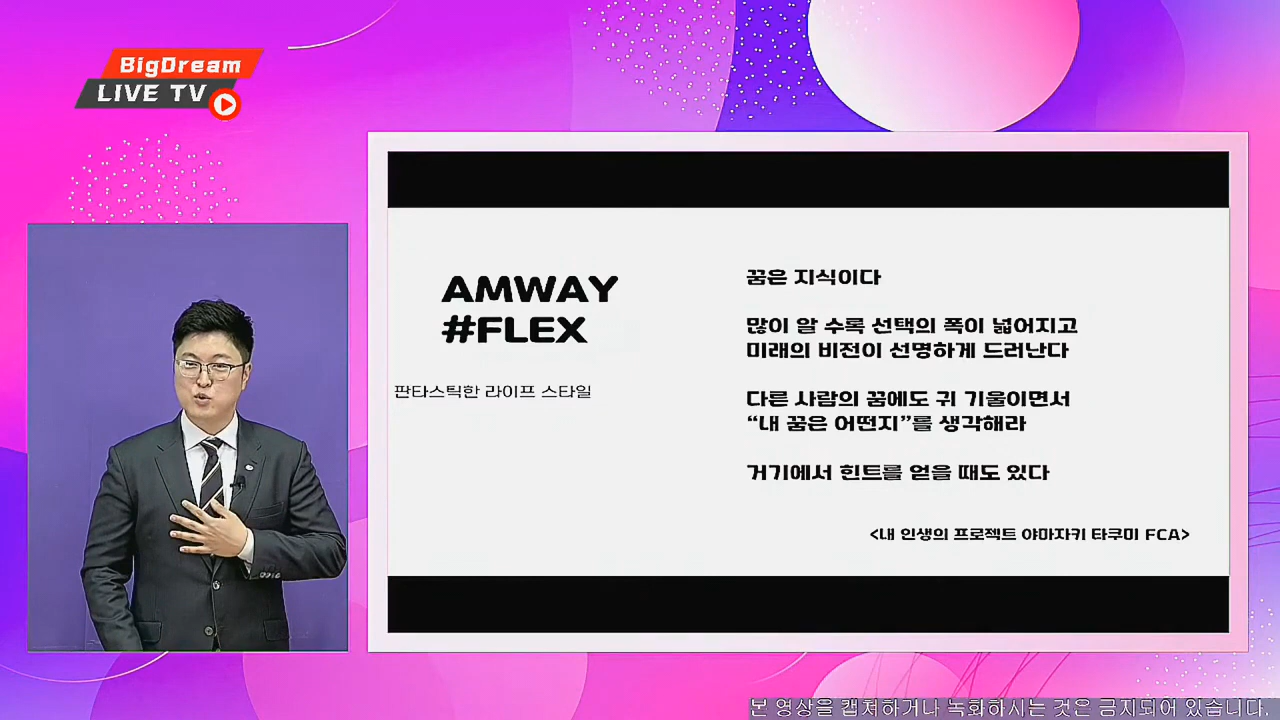 BigDream
LIVE TV
AMWAY
#FLEX
판타스틱한 라이프 스타일
꿈은 지식이다
많이 알 수록 선택의 폭이 넓어지고
미래의 비전이 선명하게 드러난다
다른 사람의 꿈에도 귀 기울이면서
“내 꿈은 어떤지”를 생각해라
거기에서 힌트를 얻을 때도 있다
<내 인생의 프로젝트 야마자키 타쿠미 FCA>
본 영상을 캡쳐하거나 녹화하시는 것은 금지되어 있습니다.